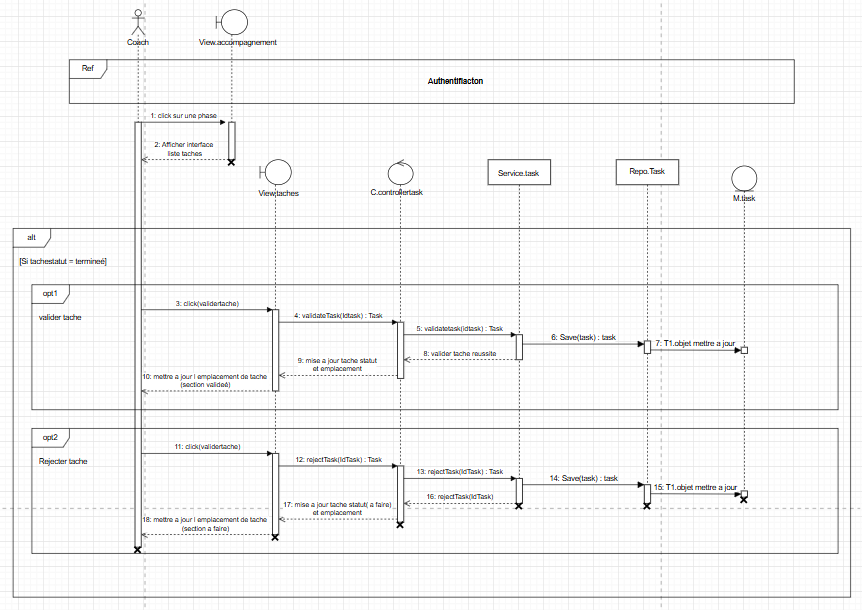 Coach
View.accompagnement
Ref
Authentifiacton
1: click sur une phase
2: Afficher interface
liste taches
View.taches
C.controllertask
Service.task
Repo.Task
M.task
alt
[Si tachestatut = termineé]
opt1
valider tache
3: click(validertache)
4: validateTask(Idtask) : Task
5: validatetask(idtask) : Task
6: Save(task) : task
7: T1.objet mettre a jour
8: valider tache reussite
9: mise a jour tache statut
et emplacement
10: mettre a jour l emplacement de tache
(section valideé)
opt2
Rejecter tache
11: click(validertache)
12: rejectTask(IdTask) : Task
13: rejectTask(IdTask) : Task
14: Save(task) : task
15: T1.objet mettre a jour
16: rejectTask(IdTask)
17: mise a jour tache statut( a faire)
et emplacement
18: mettre a jour l emplacement de tache
(section a faire)